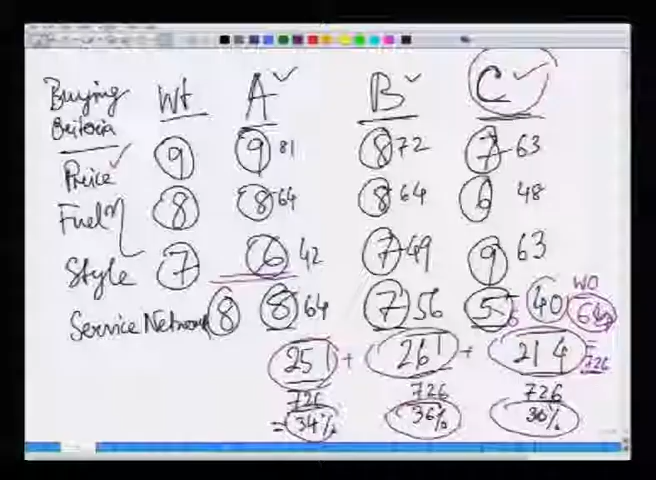 Buying Criteria Wt A ✓ B ✓ C ✓
Price ✓ 9 9 81 8 72 7 63
Fuel η 8 8 64 8 64 6 48
Style 7 6 42 7 49 9 63
Service Network 8 8 64 7 56 5 40
251 + 261 + 214 = 726
726 726 726
= 34% 36% 30%